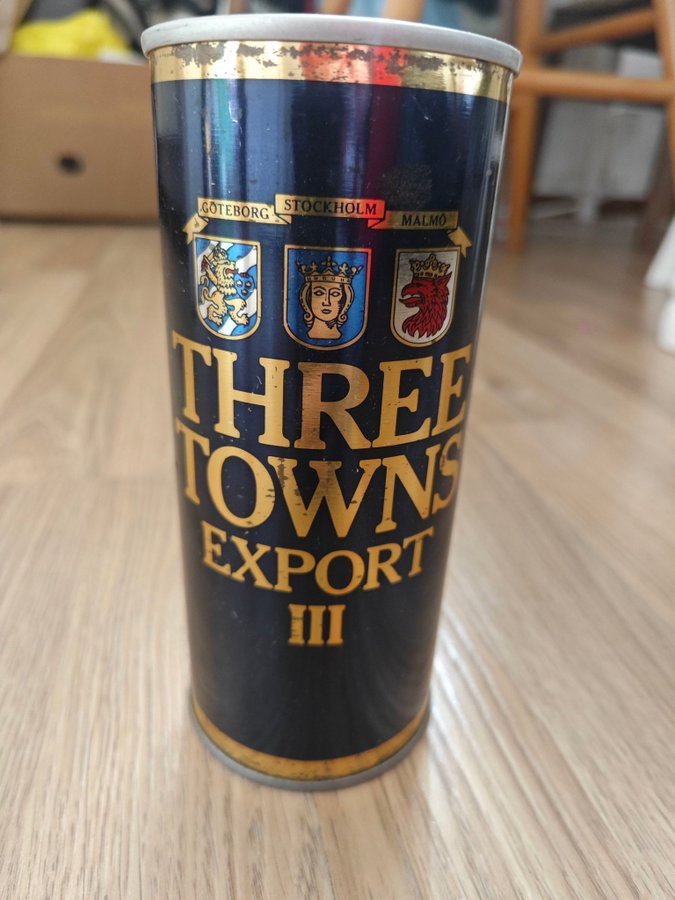 GÖTEBORG STOCKHOLM MALMÖ
THREE
TOWNS
EXPORT
III